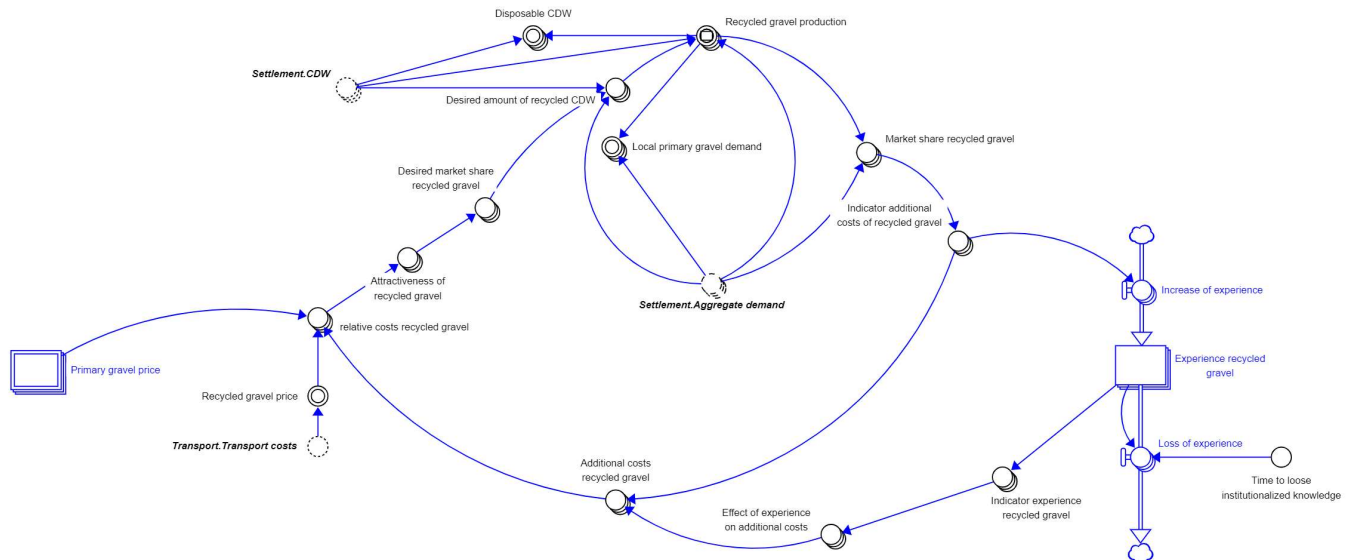 Disposable CDW
Recycled gravel production
Settlement.CDW
Desired amount of recycled CDW
Local primary gravel demand
Market share recycled gravel
Desired market share
recycled gravel
Indicator additional
costs of recycled gravel
Attractiveness of
recycled gravel
Increase of experience
Settlement.Aggregate demand
relative costs recycled gravel
Primary gravel price
Experience recycled
gravel
Recycled gravel price
Transport.Transport costs
Loss of experience
Additional costs
recycled gravel
Time to loose
institutionalized knowledge
Indicator experience
recycled gravel
Effect of experience
on additional costs